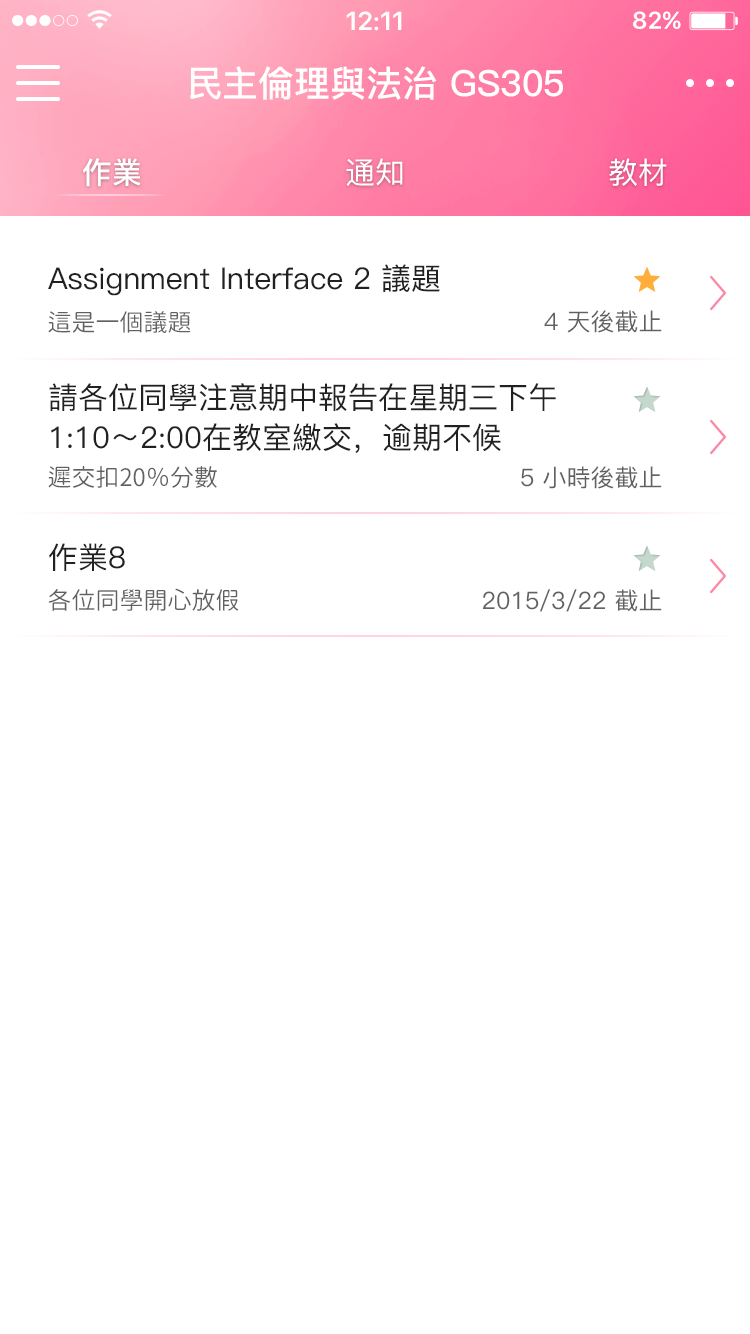 12:11
82%
民主倫理與法治 GS305
作業
通知
教材
Assignment Interface 2 議題
這是一個議題
4 天後截止
請各位同學注意期中報告在星期三下午
1:10～2:00在教室繳交，逾期不候
遲交扣20%分數
5 小時後截止
作業8
各位同學開心放假
2015/3/22 截止